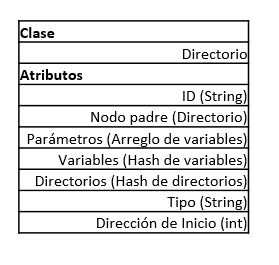 Clase
Directorio
Atributos
ID (String)
Nodo padre (Directorio)
Parámetros (Arreglo de variables)
Variables (Hash de variables)
Directorios (Hash de directorios)
Tipo (String)
Dirección de Inicio (int)